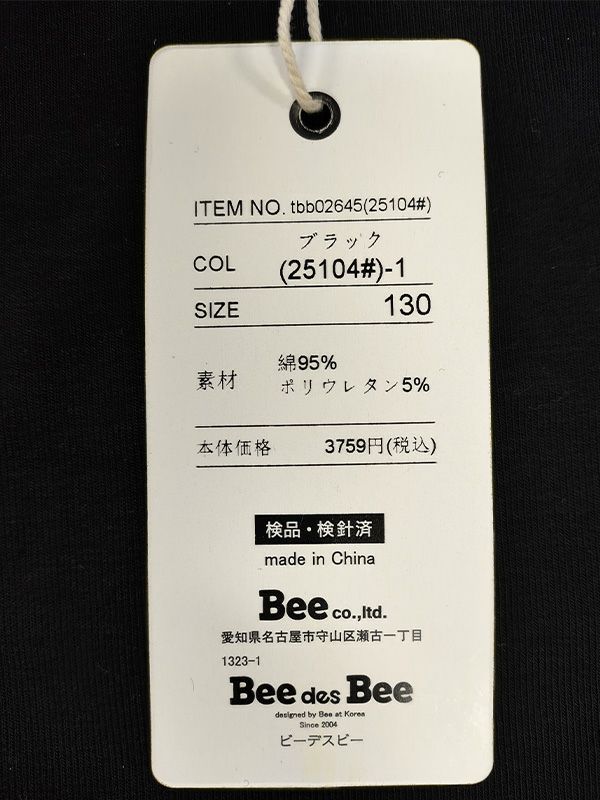 ITEM NO. tbb02645(25104#)
ブラック
COL (25104#)-1
SIZE 130
素材 綿95%
ポリウレタン5%
本体価格 3759円(税込)
検品・検針済
made in China
Bee co.,ltd.
愛知県名古屋市守山区瀬古一丁目
1323-1
Bee des Bee
designed by Bee at Korea
Since 2004
ビーデスビー